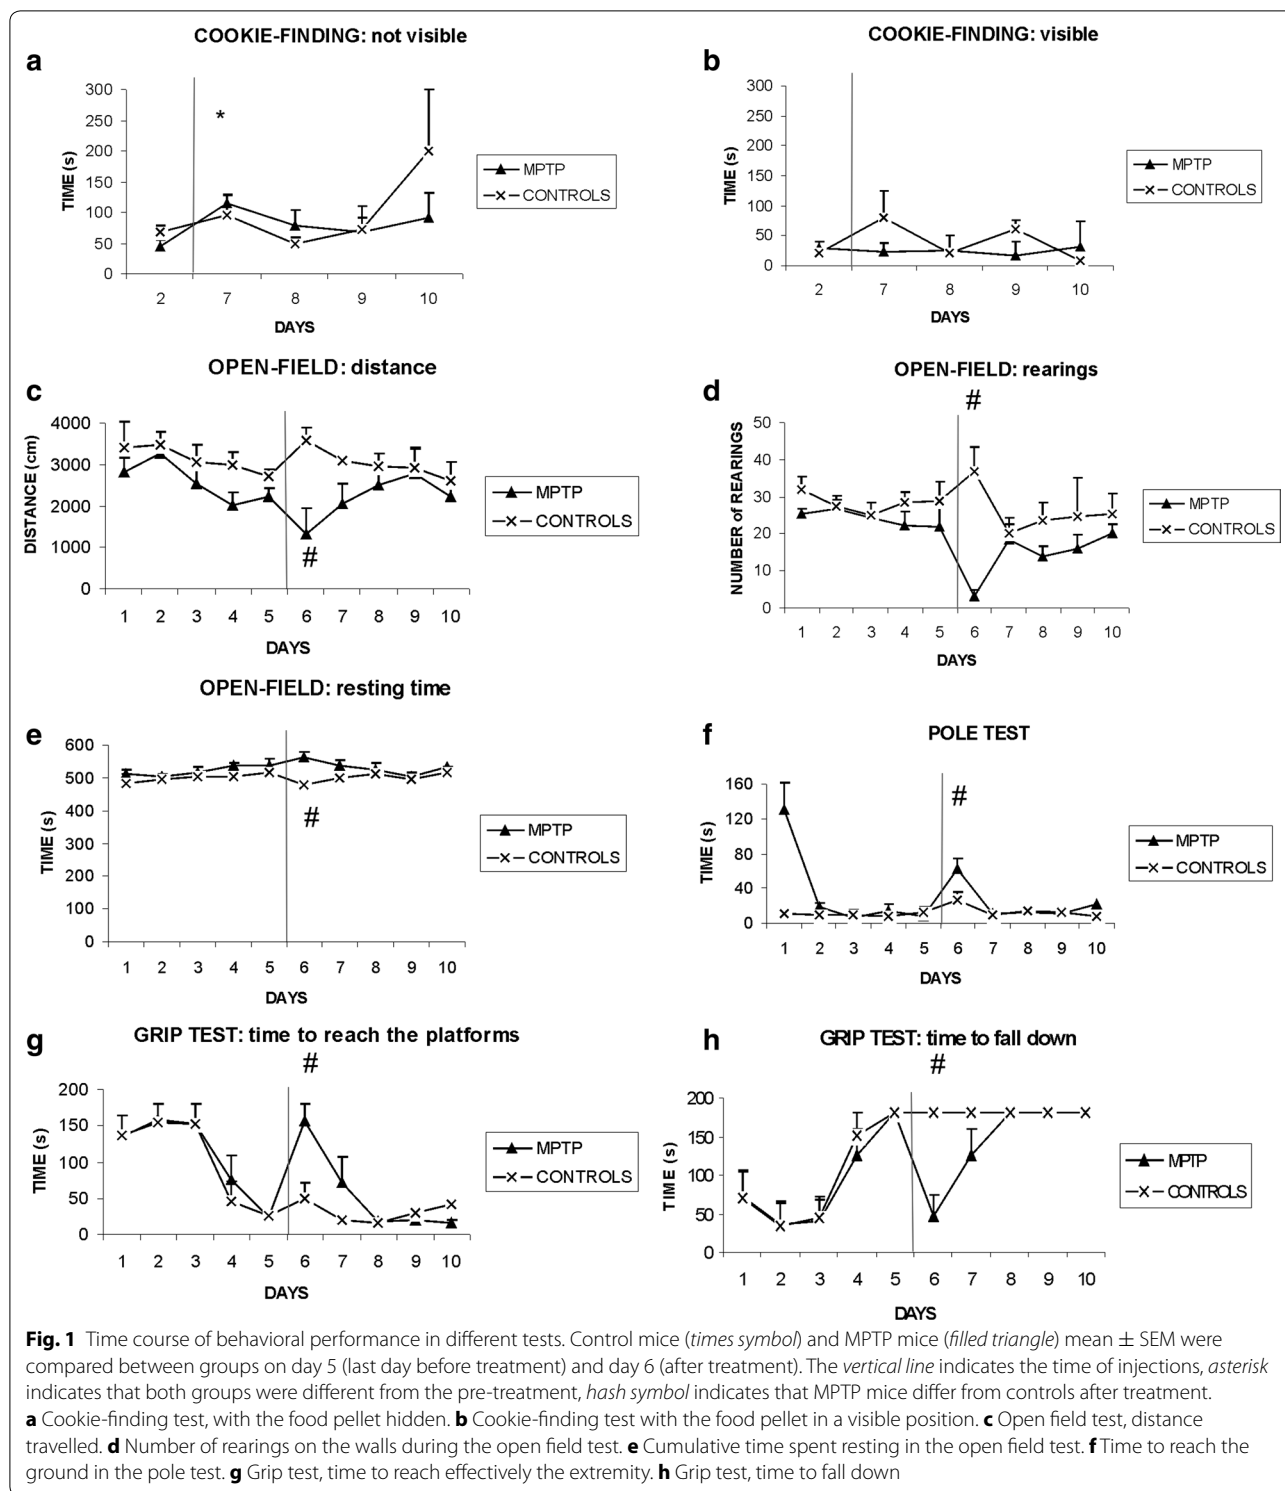 COOKIE-FINDING: not visible
a
300
250
200
150
100
50
0
TIME (s)
*
2 7 8 9 10
DAYS
MPTP
CONTROLS
COOKIE-FINDING: visible
b
300
250
200
150
100
50
0
TIME (s)
2 7 8 9 10
DAYS
MPTP
CONTROLS
OPEN-FIELD: distance
c
4000
3000
2000
1000
0
DISTANCE (cm)
#
1 2 3 4 5 6 7 8 9 10
DAYS
MPTP
CONTROLS
OPEN-FIELD: rearings
d
#
50
40
30
20
10
0
NUMBER of REARINGS
1 2 3 4 5 6 7 8 9 10
DAYS
MPTP
CONTROLS
OPEN-FIELD: resting time
e
600
500
400
300
200
100
0
TIME (s)
#
1 2 3 4 5 6 7 8 9 10
DAYS
MPTP
CONTROLS
POLE TEST
f
160
120
80
40
0
TIME (s)
#
1 2 3 4 5 6 7 8 9 10
DAYS
MPTP
CONTROLS
GRIP TEST: time to reach the platforms
g
#
200
150
100
50
0
TIME (s)
1 2 3 4 5 6 7 8 9 10
DAYS
MPTP
CONTROLS
GRIP TEST: time to fall down
h
#
200
150
100
50
0
TIME (s)
1 2 3 4 5 6 7 8 9 10
DAYS
MPTP
CONTROLS
Fig. 1 Time course of behavioral performance in different tests. Control mice (times symbol) and MPTP mice (filled triangle) mean ± SEM were
compared between groups on day 5 (last day before treatment) and day 6 (after treatment). The vertical line indicates the time of injections, asterisk
indicates that both groups were different from the pre-treatment, hash symbol indicates that MPTP mice differ from controls after treatment.
a Cookie-finding test, with the food pellet hidden. b Cookie-finding test with the food pellet in a visible position. c Open field test, distance
travelled. d Number of rearings on the walls during the open field test. e Cumulative time spent resting in the open field test. f Time to reach the
ground in the pole test. g Grip test, time to reach effectively the extremity. h Grip test, time to fall down